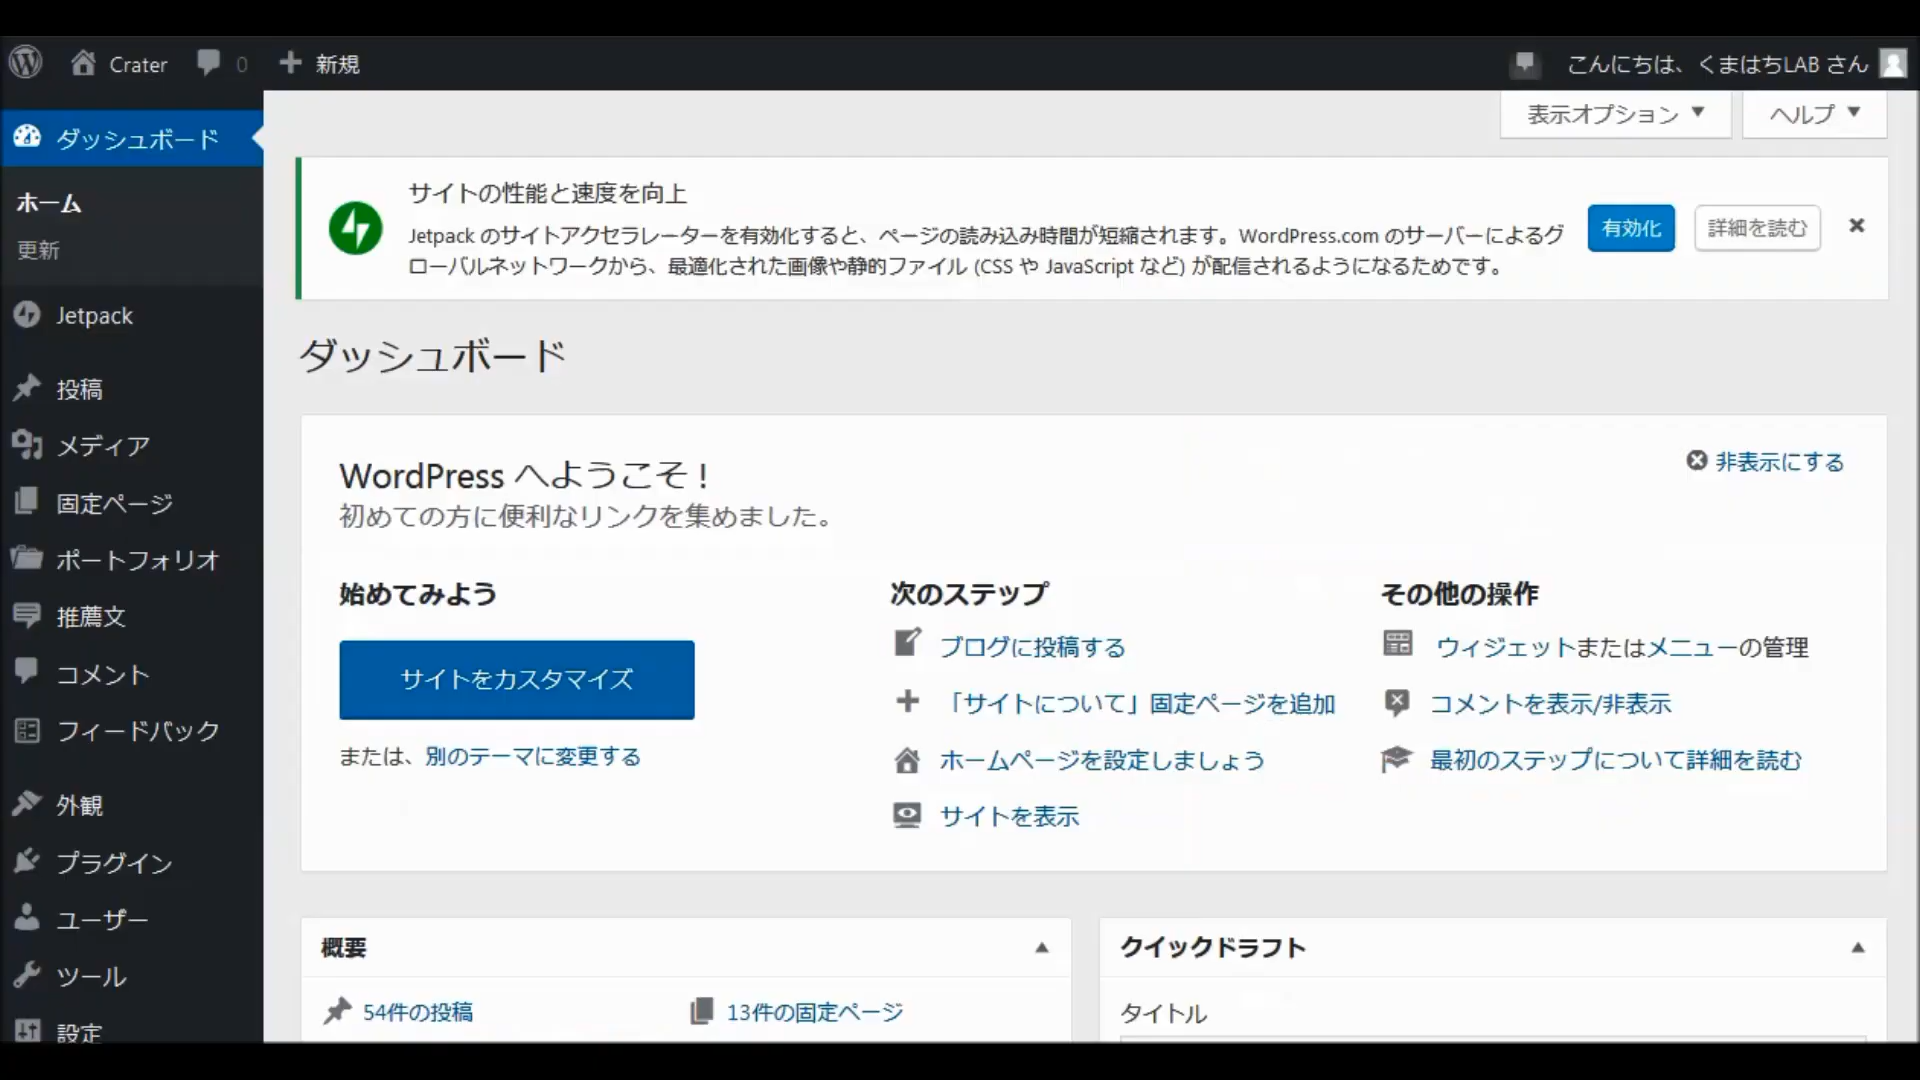 Crater 0 新規 こんにちは、くまはちLAB さん
ダッシュボード
ホーム
更新
Jetpack
投稿
メディア
固定ページ
ポートフォリオ
推薦文
コメント
フィードバック
外観
プラグイン
ユーザー
ツール
設定
表示オプション ▼ ヘルプ ▼
サイトの性能と速度を向上
Jetpack のサイトアクセラレーターを有効化すると、ページの読み込み時間が短縮されます。WordPress.com のサーバーによるグ
ローバルネットワークから、最適化された画像や静的ファイル (CSS や JavaScript など) が配信されるようになるためです。
有効化 詳細を読む
ダッシュボード
WordPress へようこそ !
非表示にする
初めての方に便利なリンクを集めました。
始めてみよう
サイトをカスタマイズ
または、別のテーマに変更する
次のステップ
ブログに投稿する
「サイトについて」固定ページを追加
ホームページを設定しましょう
サイトを表示
その他の操作
ウィジェットまたはメニューの管理
コメントを表示/非表示
最初のステップについて詳細を読む
概要
54件の投稿 13件の固定ページ
クイックドラフト
タイトル